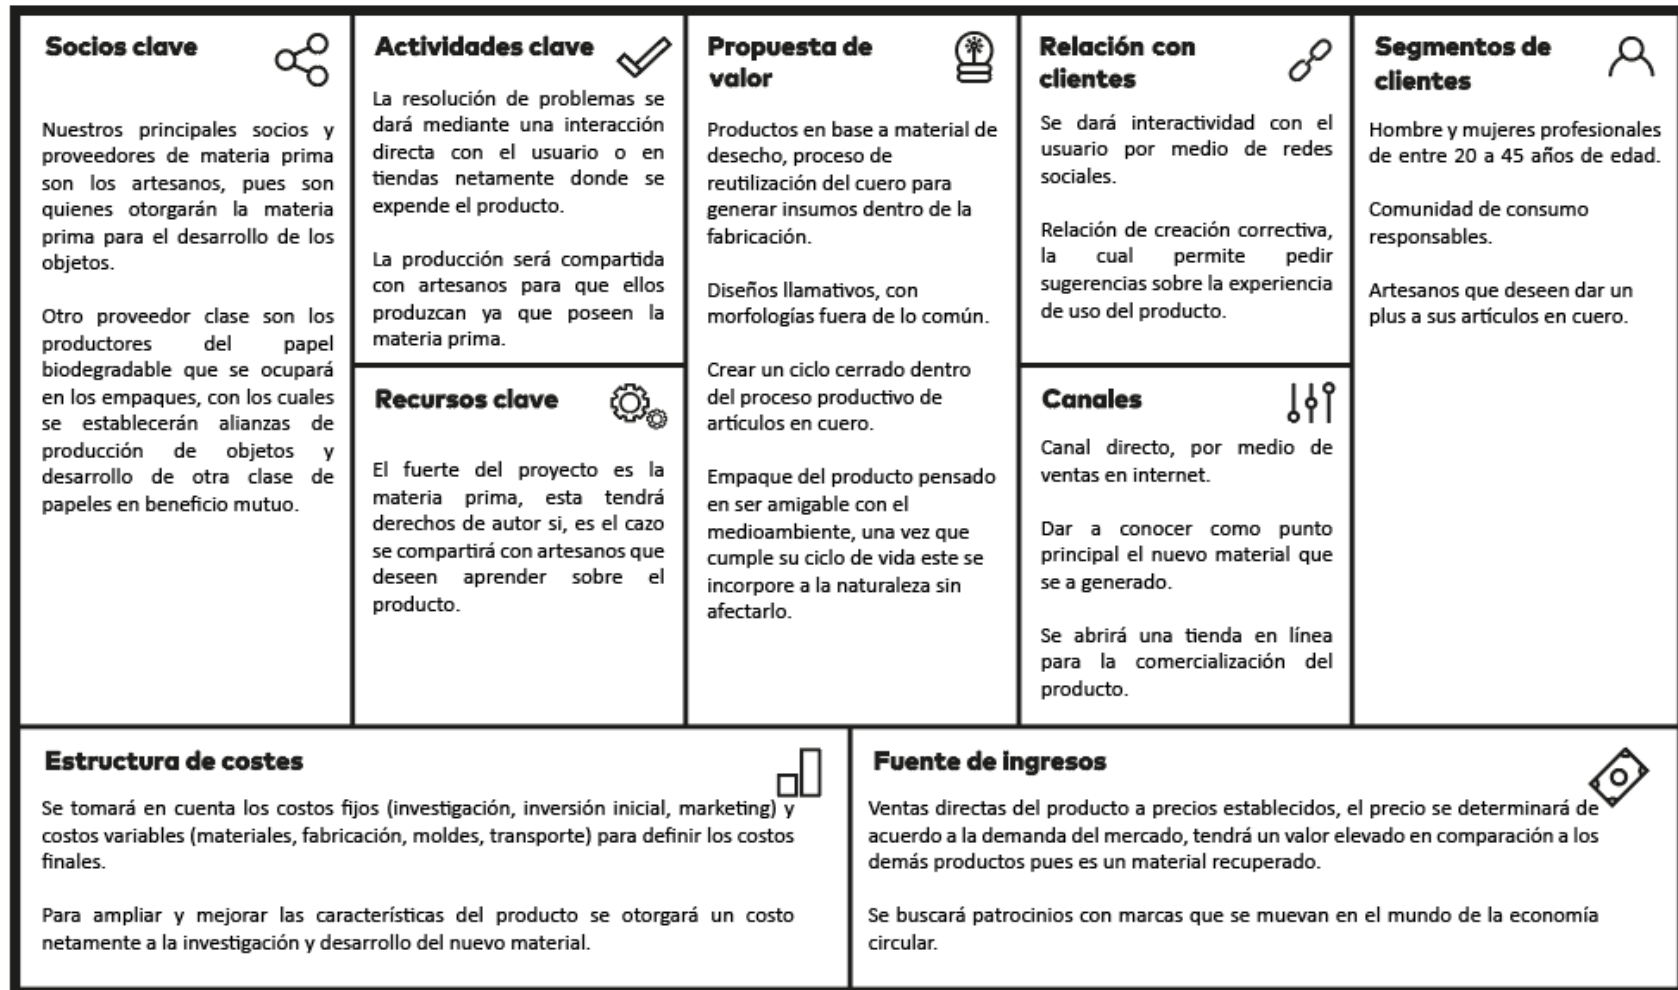 Socios clave
Nuestros principales socios y
proveedores de materia prima
son los artesanos, pues son
quienes otorgarán la materia
prima para el desarrollo de los
objetos.
Otro proveedor clase son los
productores del papel
biodegradable que se ocupará
en los empaques, con los cuales
se establecerán alianzas de
producción de objetos y
desarrollo de otra clase de
papeles en beneficio mutuo.
Actividades clave
La resolución de problemas se
dará mediante una interacción
directa con el usuario o en
tiendas netamente donde se
expende el producto.
La producción será compartida
con artesanos para que ellos
produzcan ya que poseen la
materia prima.
Recursos clave
El fuerte del proyecto es la
materia prima, esta tendrá
derechos de autor si, es el cazo
se compartirá con artesanos que
deseen aprender sobre el
producto.
Propuesta de
valor
Productos en base a material de
desecho, proceso de
reutilización del cuero para
generar insumos dentro de la
fabricación.
Diseños llamativos, con
morfologías fuera de lo común.
Crear un ciclo cerrado dentro
del proceso productivo de
artículos en cuero.
Empaque del producto pensado
en ser amigable con el
medioambiente, una vez que
cumple su ciclo de vida este se
incorpore a la naturaleza sin
afectarlo.
Relación con
clientes
Se dará interactividad con el
usuario por medio de redes
sociales.
Relación de creación correctiva,
la cual permite pedir
sugerencias sobre la experiencia
de uso del producto.
Canales
Canal directo, por medio de
ventas en internet.
Dar a conocer como punto
principal el nuevo material que
se a generado.
Se abrirá una tienda en línea
para la comercialización del
producto.
Segmentos de
clientes
Hombre y mujeres profesionales
de entre 20 a 45 años de edad.
Comunidad de consumo
responsables.
Artesanos que deseen dar un
plus a sus artículos en cuero.
Estructura de costes
Se tomará en cuenta los costos fijos (investigación, inversión inicial, marketing) y
costos variables (materiales, fabricación, moldes, transporte) para definir los costos
finales.
Para ampliar y mejorar las características del producto se otorgará un costo
netamente a la investigación y desarrollo del nuevo material.
Fuente de ingresos
Ventas directas del producto a precios establecidos, el precio se determinará de
acuerdo a la demanda del mercado, tendrá un valor elevado en comparación a los
demás productos pues es un material recuperado.
Se buscará patrocinios con marcas que se muevan en el mundo de la economía
circular.